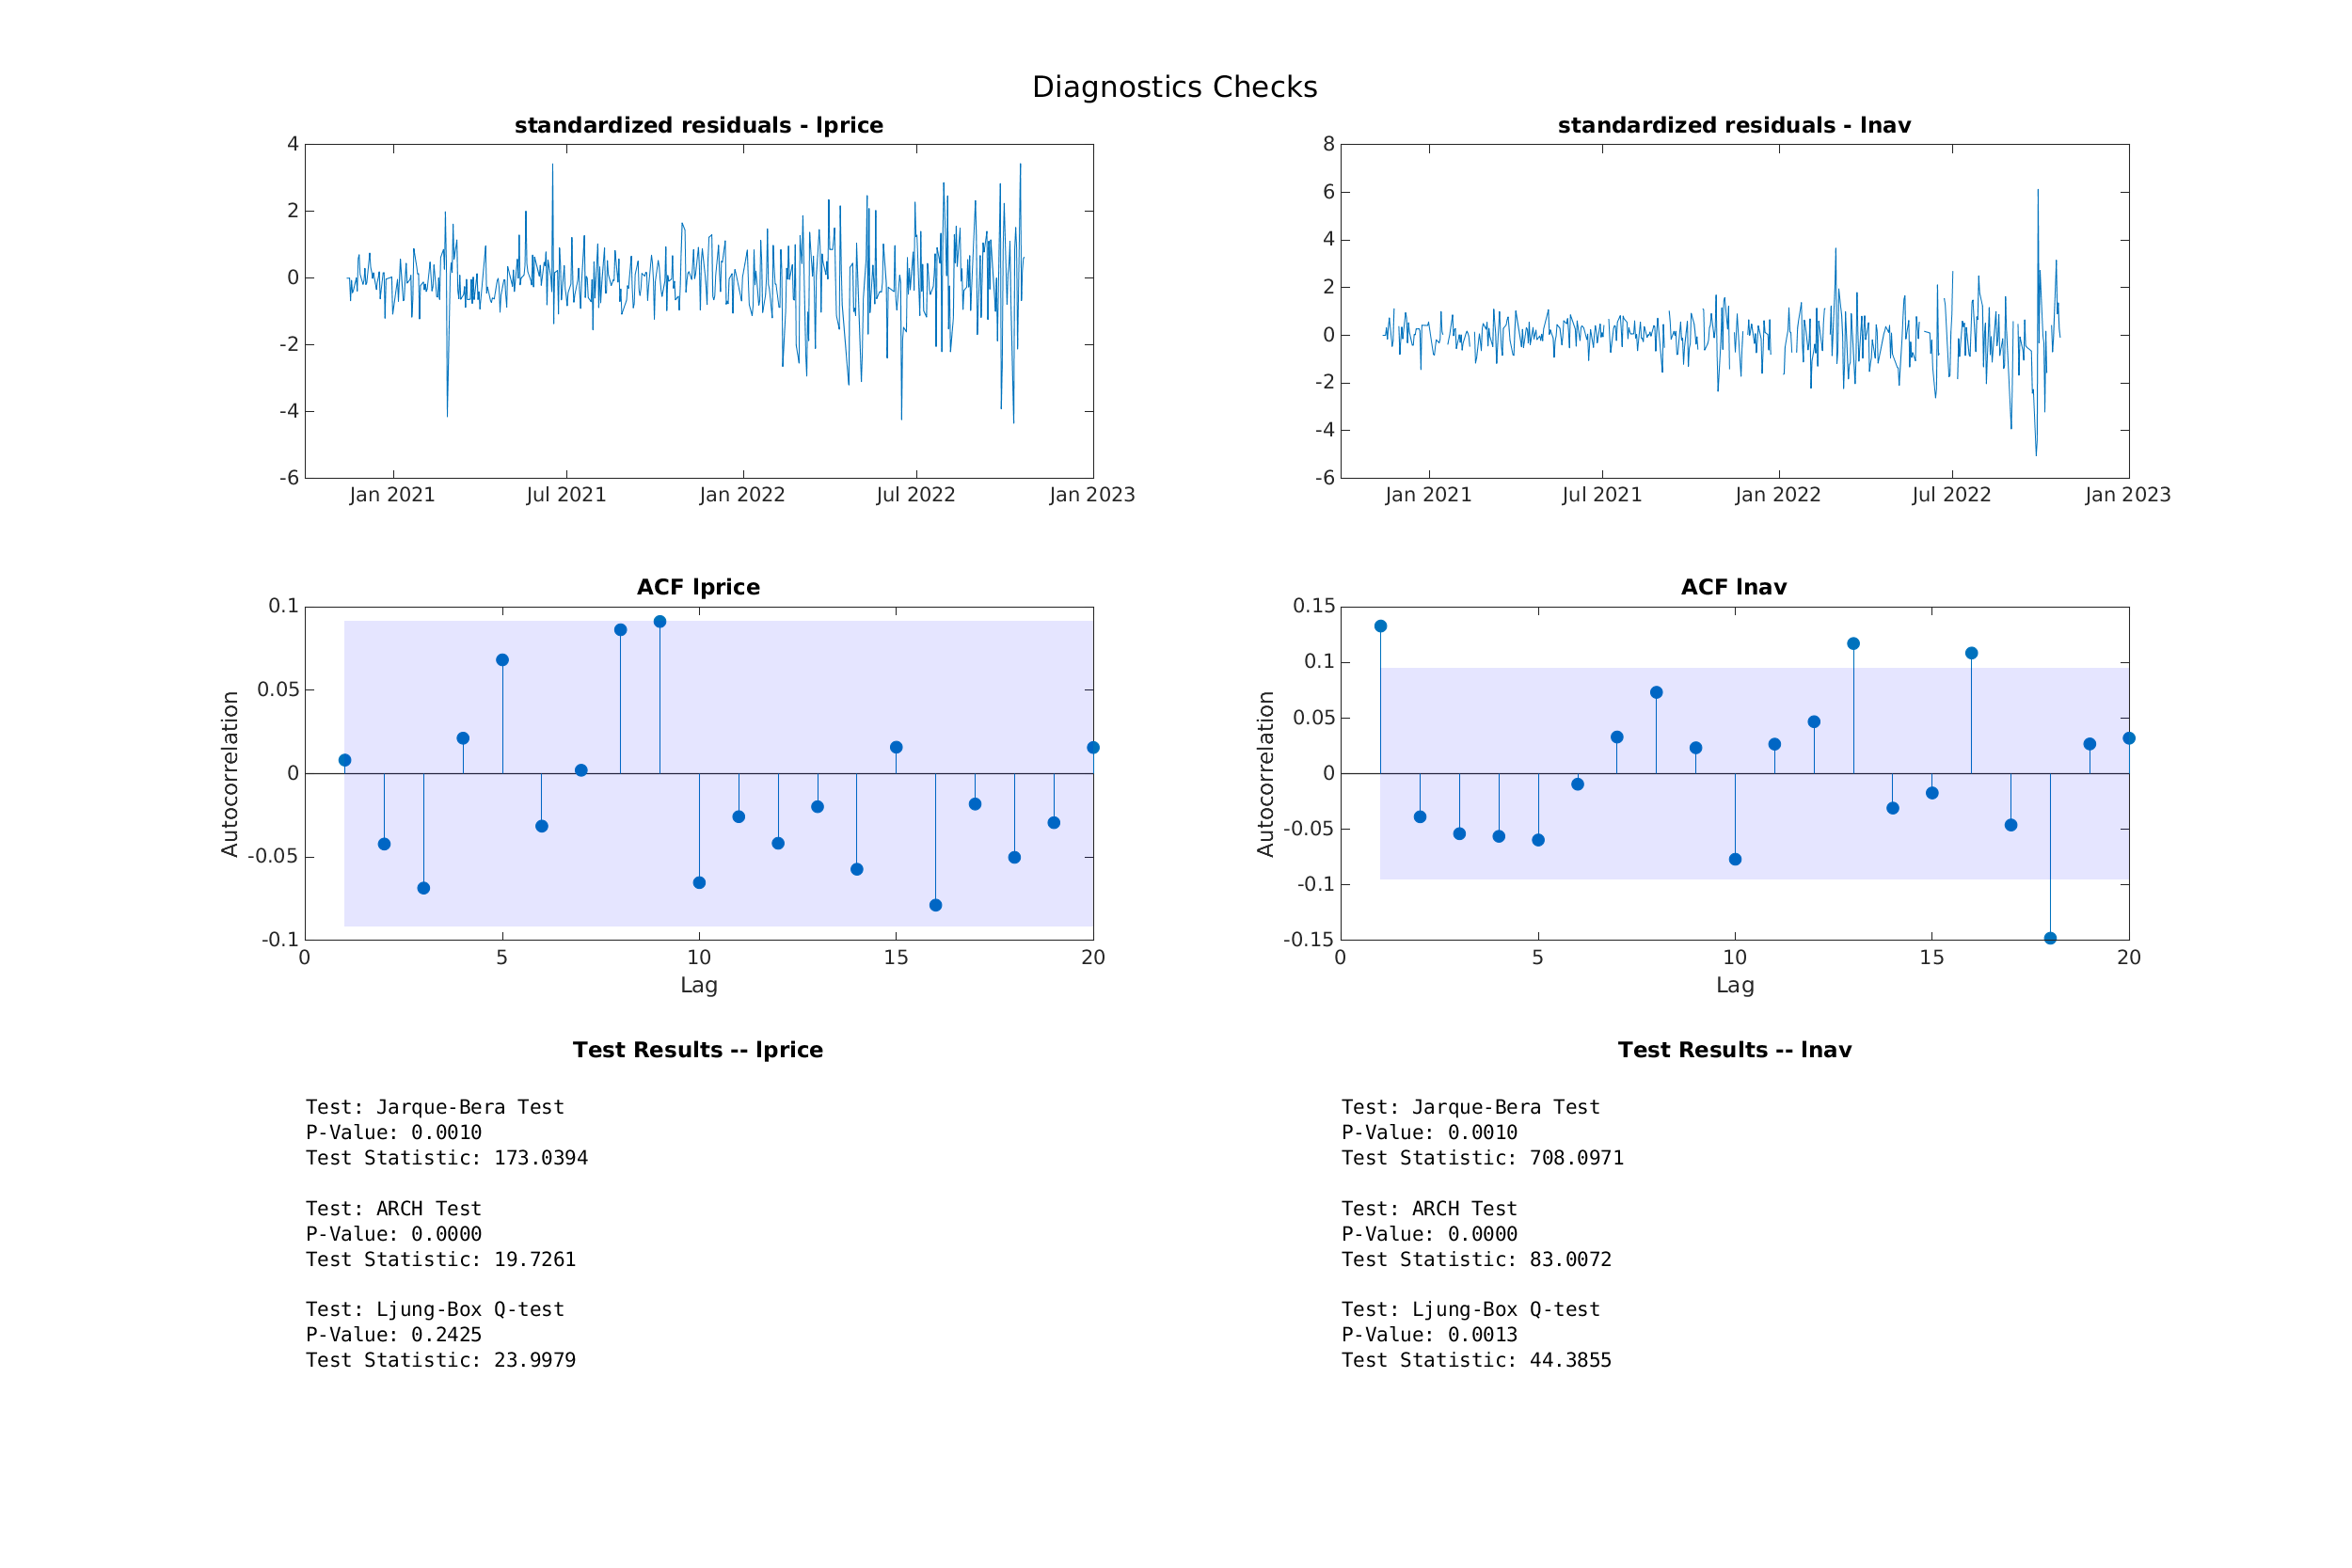 Diagnostics Checks
standardized residuals - lprice
4
2
0
-2
-4
-6
Jan 2021 Jul 2021 Jan 2022 Jul 2022 Jan 2023
standardized residuals - lnav
8
6
4
2
0
-2
-4
-6
Jan 2021 Jul 2021 Jan 2022 Jul 2022 Jan 2023
ACF lprice
Autocorrelation
0.1
0.05
0
-0.05
-0.1
0 5 10 15 20
Lag
ACF lnav
Autocorrelation
0.15
0.1
0.05
0
-0.05
-0.1
-0.15
0 5 10 15 20
Lag
Test Results -- lprice
Test: Jarque-Bera Test
P-Value: 0.0010
Test Statistic: 173.0394
Test: ARCH Test
P-Value: 0.0000
Test Statistic: 19.7261
Test: Ljung-Box Q-test
P-Value: 0.2425
Test Statistic: 23.9979
Test Results -- lnav
Test: Jarque-Bera Test
P-Value: 0.0010
Test Statistic: 708.0971
Test: ARCH Test
P-Value: 0.0000
Test Statistic: 83.0072
Test: Ljung-Box Q-test
P-Value: 0.0013
Test Statistic: 44.3855